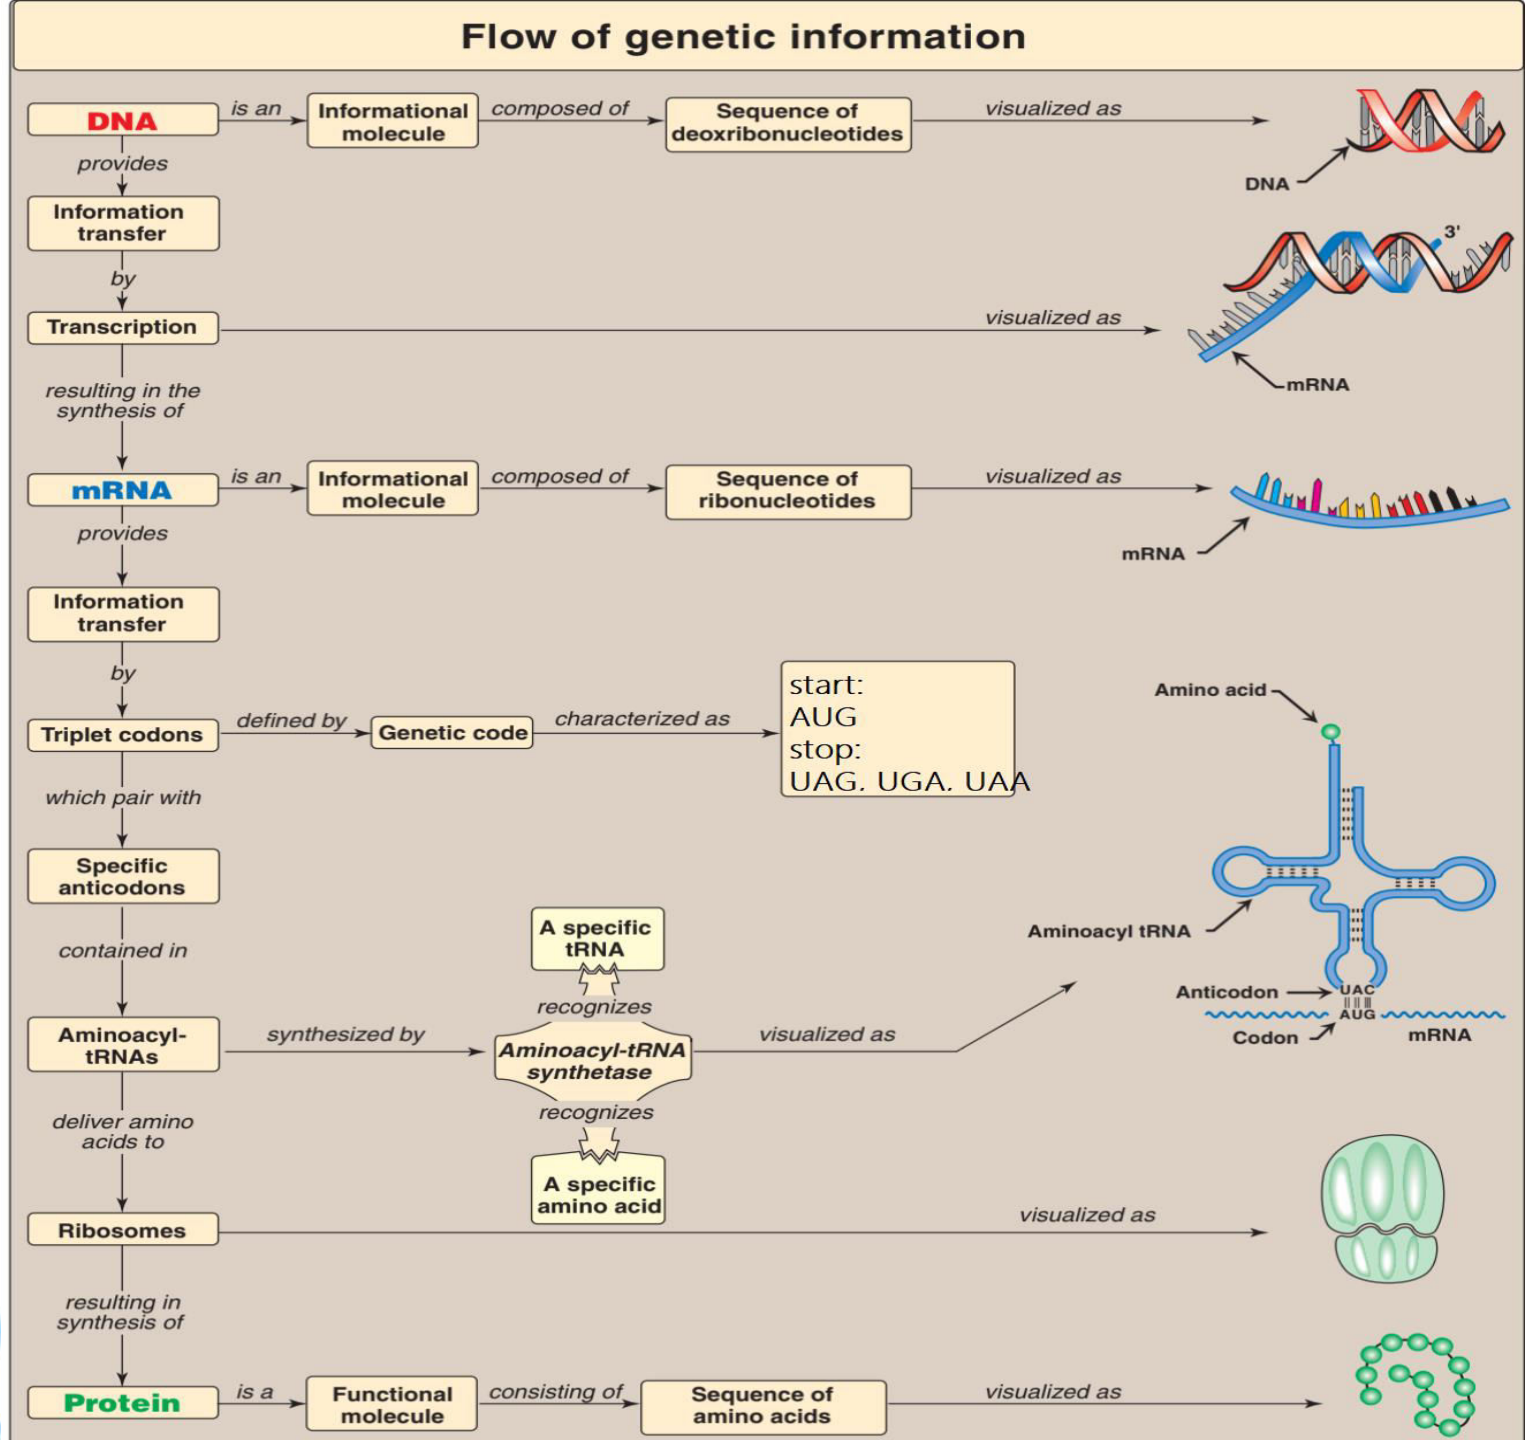 Flow of genetic information
DNA
is an
Informational
molecule
composed of
Sequence of
deoxribonucleotides
visualized as
DNA
provides
Information
transfer
by
3'
Transcription
visualized as
mRNA
resulting in the
synthesis of
mRNA
is an
Informational
molecule
composed of
Sequence of
ribonucleotides
visualized as
mRNA
provides
Information
transfer
by
Triplet codons
defined by
Genetic code
characterized as
start:
AUG
stop:
UAG, UGA, UAA
Amino acid
which pair with
Specific
anticodons
contained in
A specific
tRNA
recognizes
Aminoacyl-
tRNAs
synthesized by
Aminoacyl-tRNA
synthetase
visualized as
Aminoacyl tRNA
Anticodon
UAC
AUG
Codon
mRNA
recognizes
A specific
amino acid
deliver amino
acids to
Ribosomes
visualized as
resulting in
synthesis of
Protein
is a
Functional
molecule
consisting of
Sequence of
amino acids
visualized as